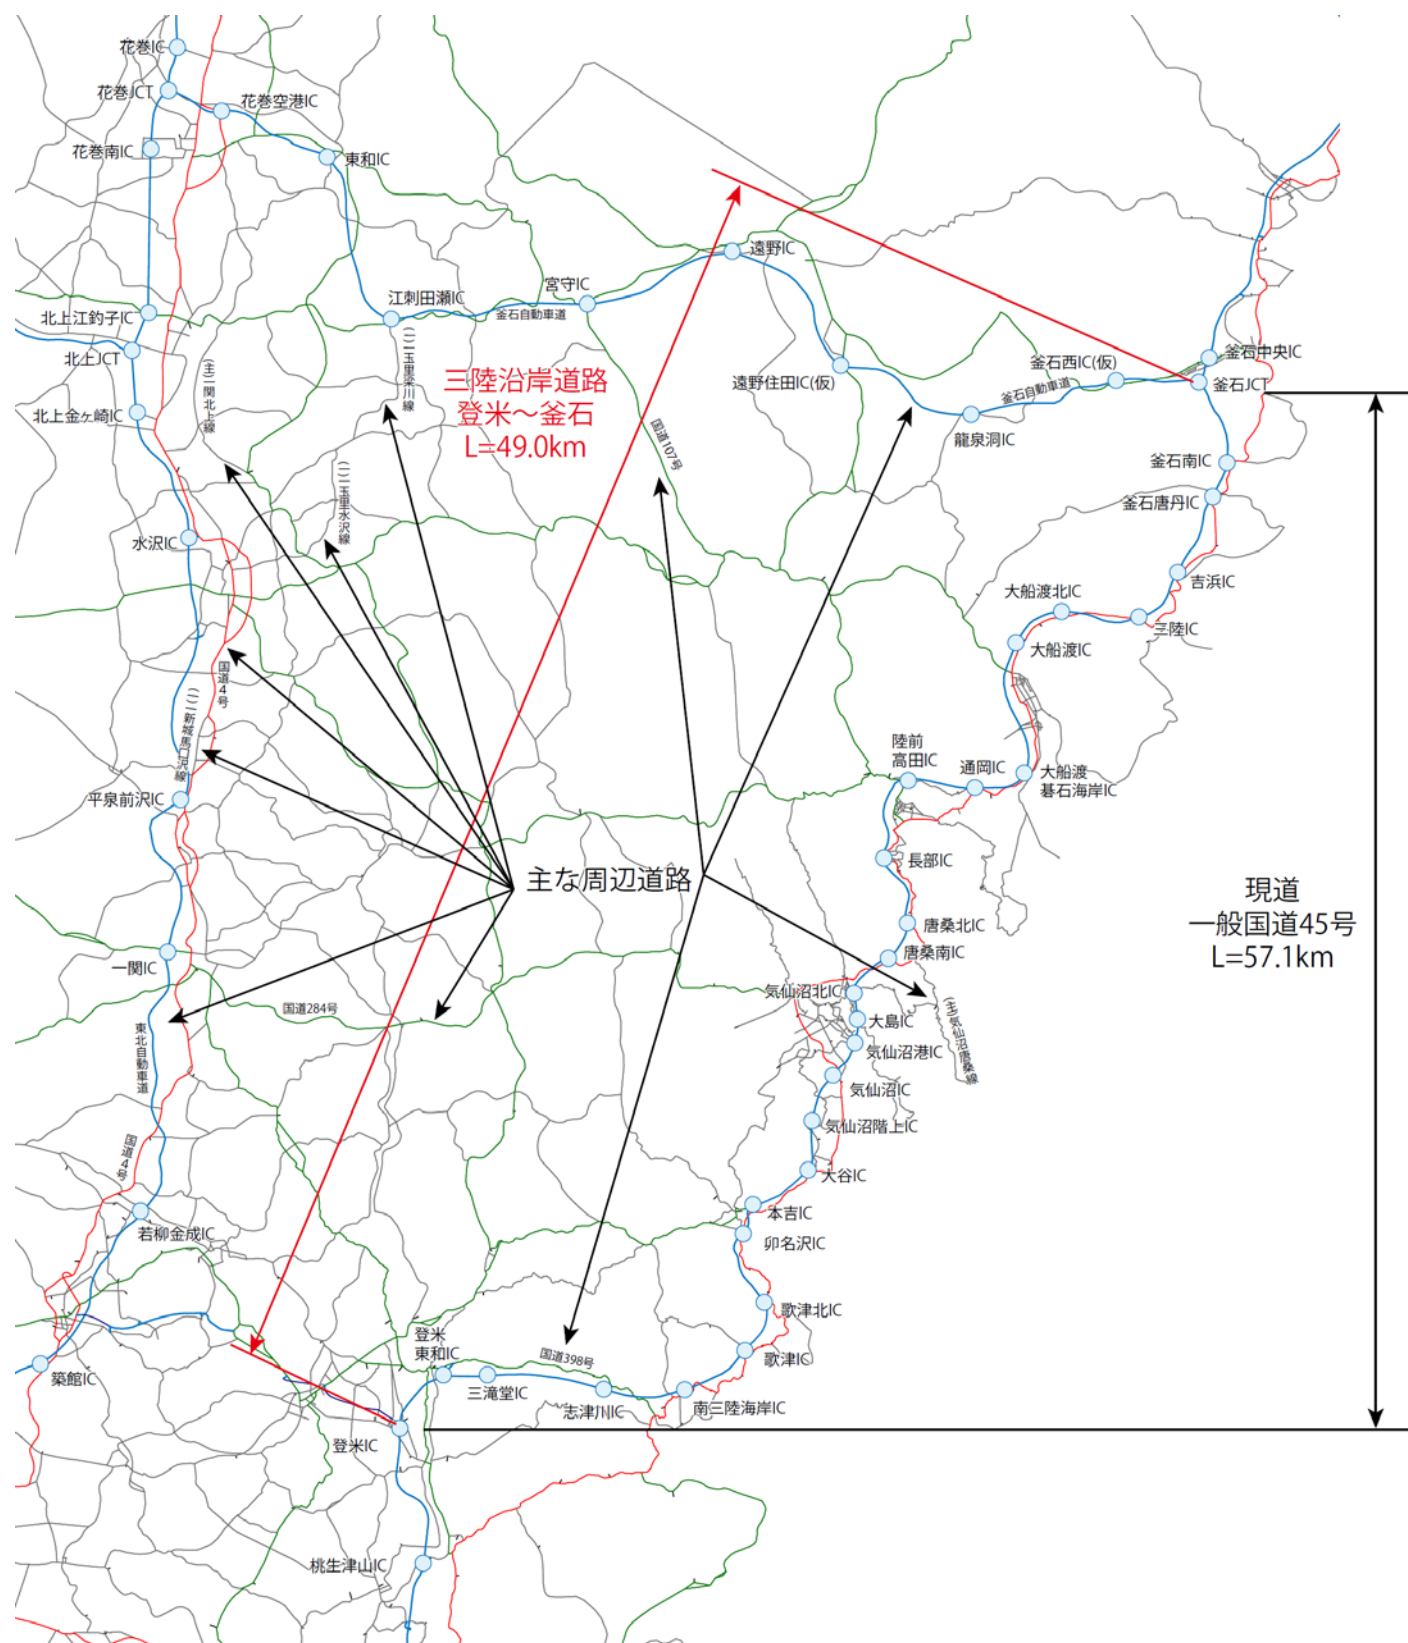 花巻IC
花巻JCT
花巻空港IC
花巻南IC
東和IC
遠野IC
宮守IC
江刺田瀬IC
釜石自動車道
北上江釣子IC
北上JCT
(主)一関北上線
(一)玉里梁川線
三陸沿岸道路
登米～釜石
L=49.0km
遠野住田IC(仮)
釜石西IC(仮)
釜石中央IC
釜石JCT
釜石自動車道
北上金ヶ崎IC
国道107号
龍泉洞IC
釜石南IC
(一)玉里水沢線
釜石唐丹IC
水沢IC
吉浜IC
大船渡北IC
三陸IC
大船渡IC
国道4号
(一)新城馬口沢線
陸前
高田IC
通岡IC
大船渡
碁石海岸IC
平泉前沢IC
長部IC
主な周辺道路
現道
一般国道45号
L=57.1km
唐桑北IC
唐桑南IC
一関IC
気仙沼北IC
国道284号
大島IC
(主)気仙沼唐桑線
東北自動車道
気仙沼港IC
気仙沼IC
気仙沼階上IC
国道4号
大谷IC
本吉IC
若柳金成IC
卯名沢IC
歌津北IC
登米
東和IC
国道398号
歌津IC
築館IC
三滝堂IC
志津川IC
南三陸海岸IC
登米IC
桃生津山IC